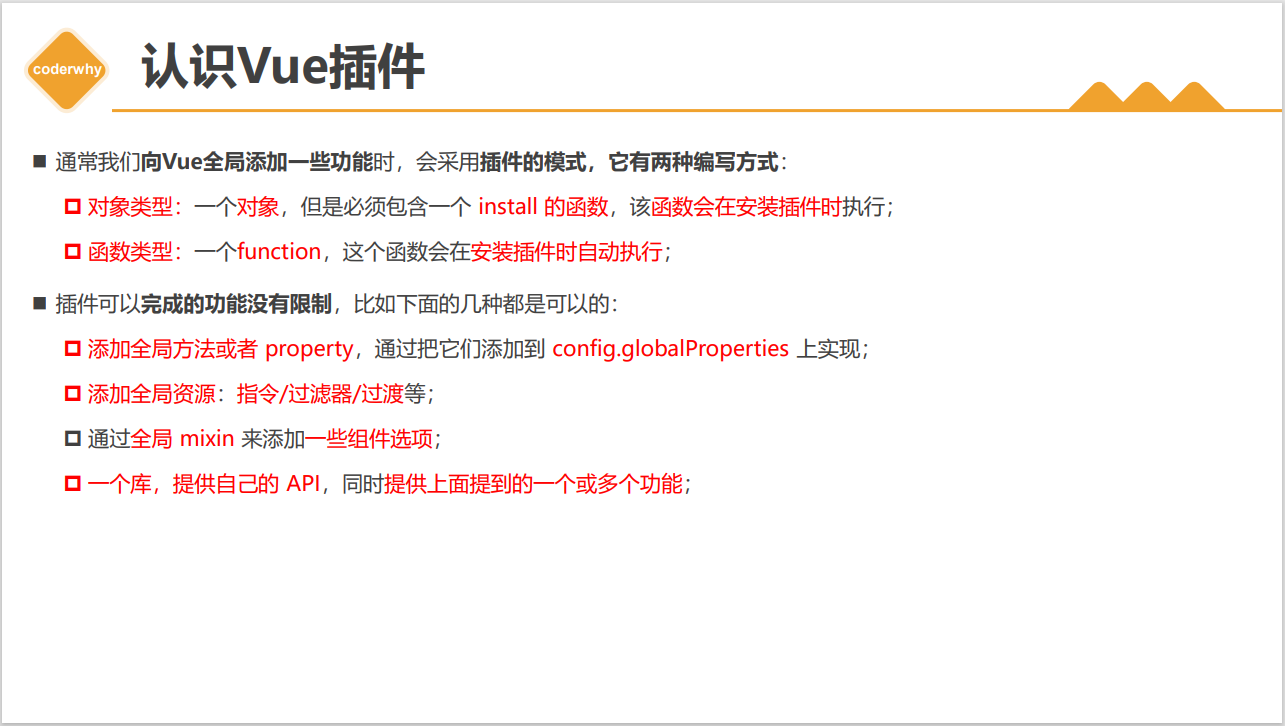 coderwhy
认识Vue插件
通常我们向Vue全局添加一些功能时，会采用插件的模式，它有两种编写方式：
对象类型：一个对象，但是必须包含一个 install 的函数，该函数会在安装插件时执行；
函数类型：一个function，这个函数会在安装插件时自动执行；
插件可以完成的功能没有限制，比如下面的几种都是可以的：
添加全局方法或者 property，通过把它们添加到 config.globalProperties 上实现；
添加全局资源：指令/过滤器/过渡等；
通过全局 mixin 来添加一些组件选项；
一个库，提供自己的 API，同时提供上面提到的一个或多个功能；